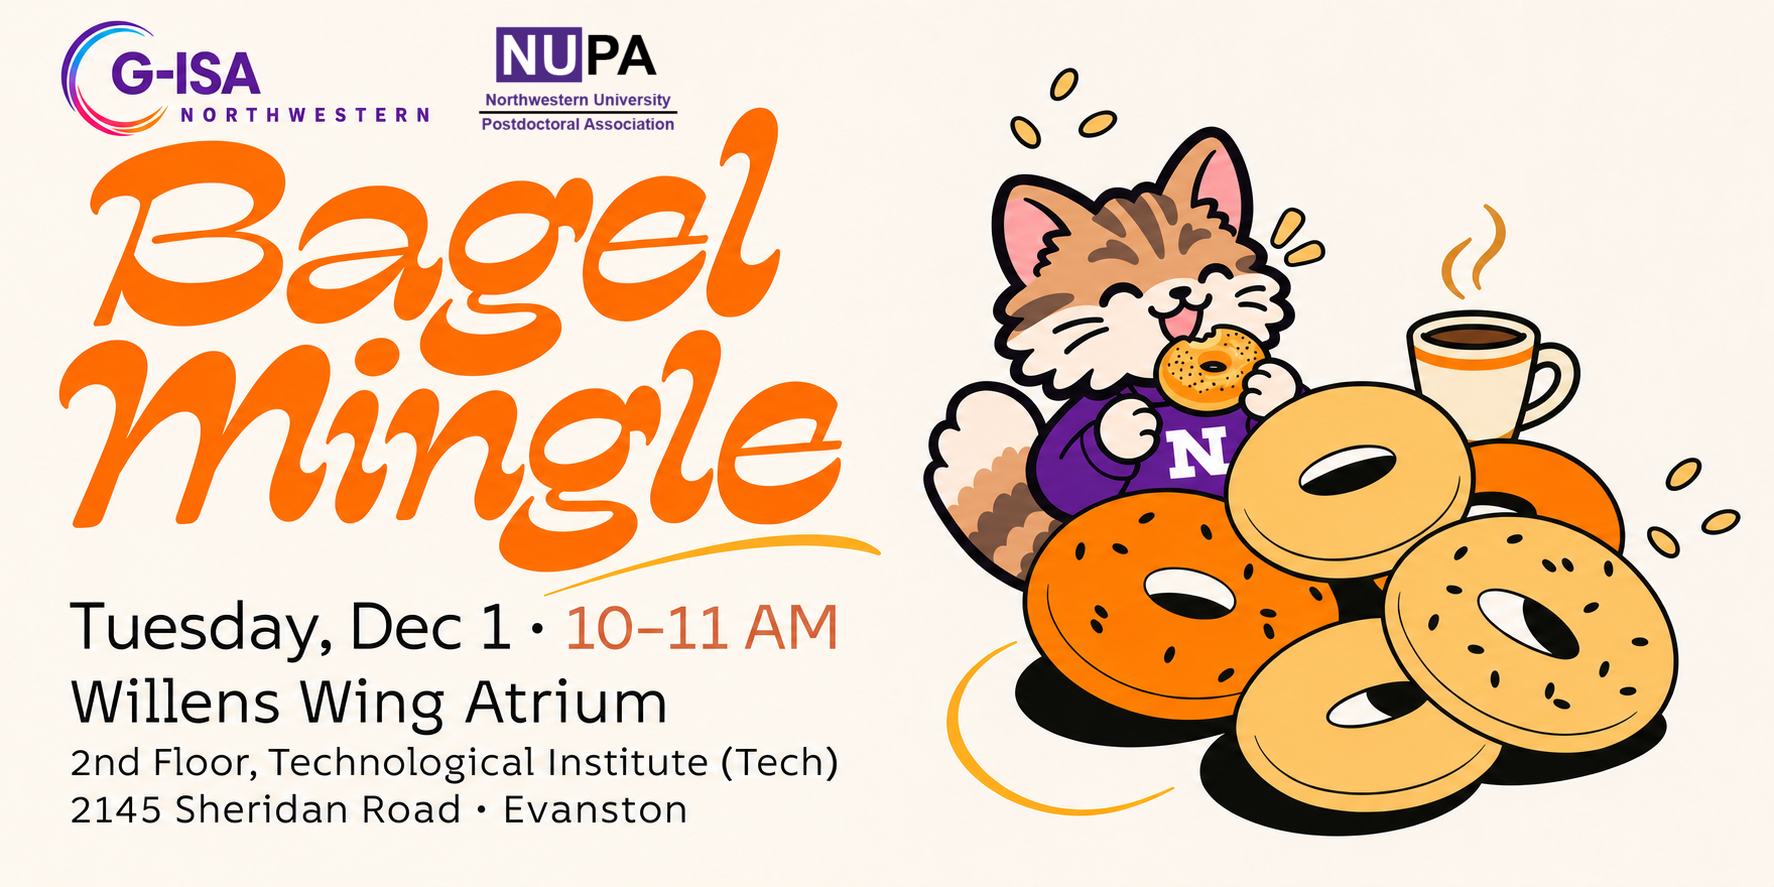 G-ISA
NORTHWESTERN
NUPA
Northwestern University
Postdoctoral Association
Bagel
Mingle
Tuesday, Dec 1 • 10–11 AM
Willens Wing Atrium
2nd Floor, Technological Institute (Tech)
2145 Sheridan Road • Evanston
N